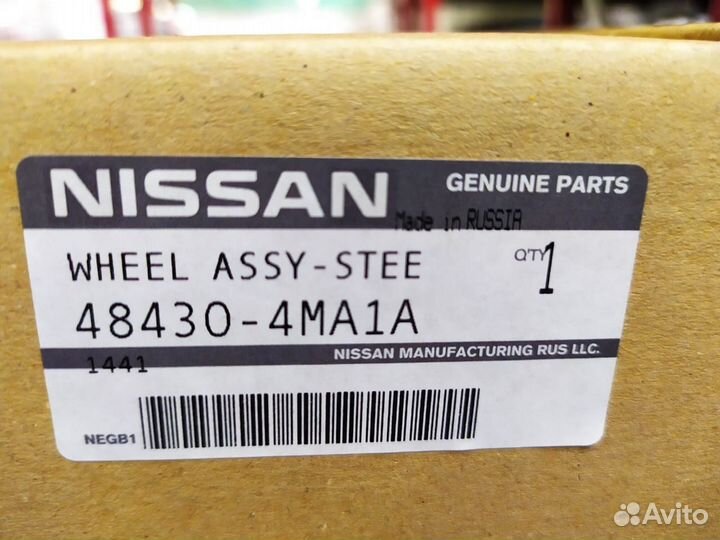 NISSAN
GENUINE PARTS
Made in RUSSIA
WHEEL ASSY-STEE
Q'TY 1
48430-4MA1A
1441
NISSAN MANUFACTURING RUS LLC.
NEGB1
Avito